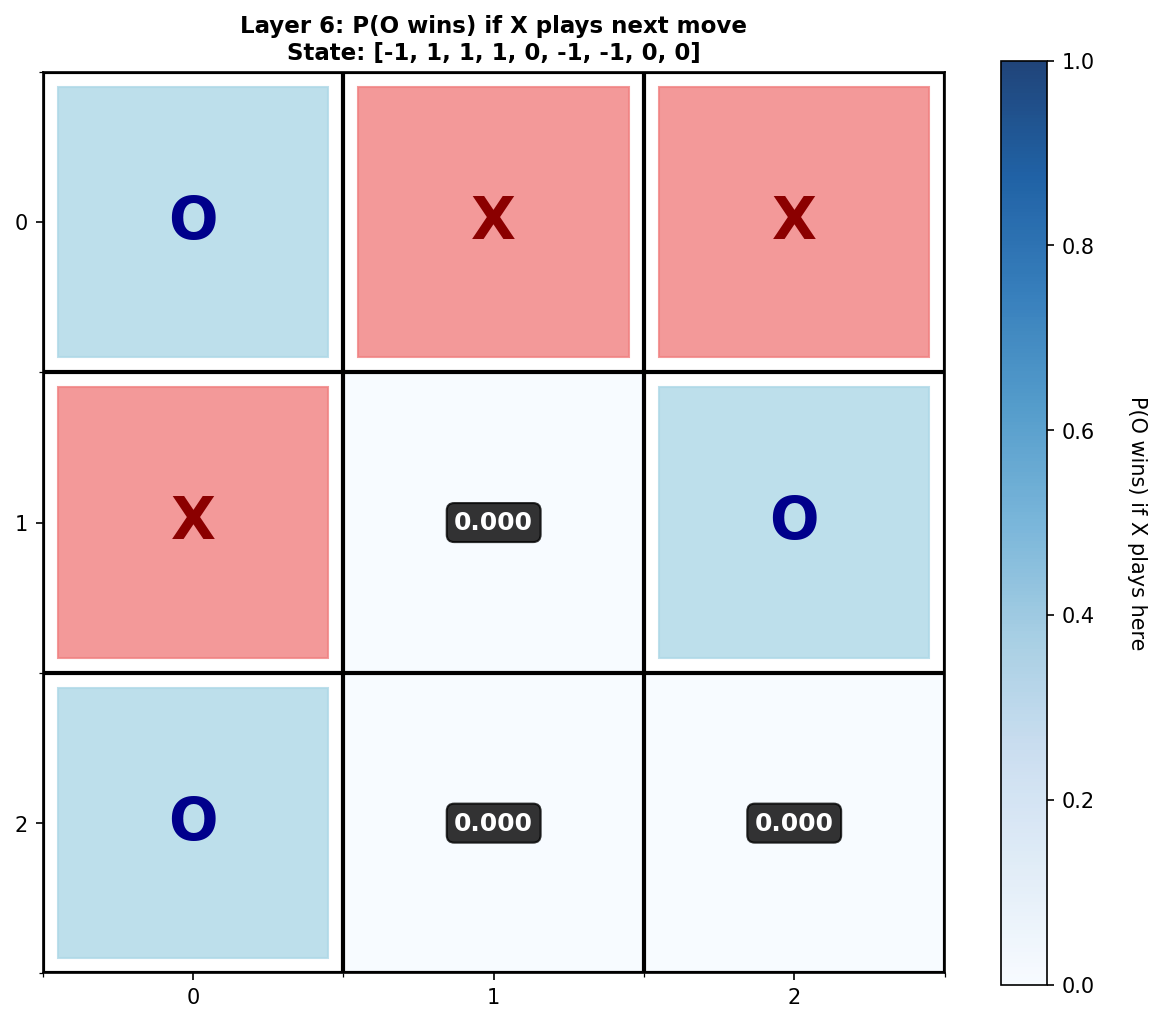 Layer 6: P(O wins) if X plays next move
State: [-1, 1, 1, 1, 0, -1, -1, 0, 0]
0
O
X
X
1
X
0.000
O
2
O
0.000
0.000
0
1
2
1.0
0.8
0.6
0.4
0.2
0.0
P(O wins) if X plays here